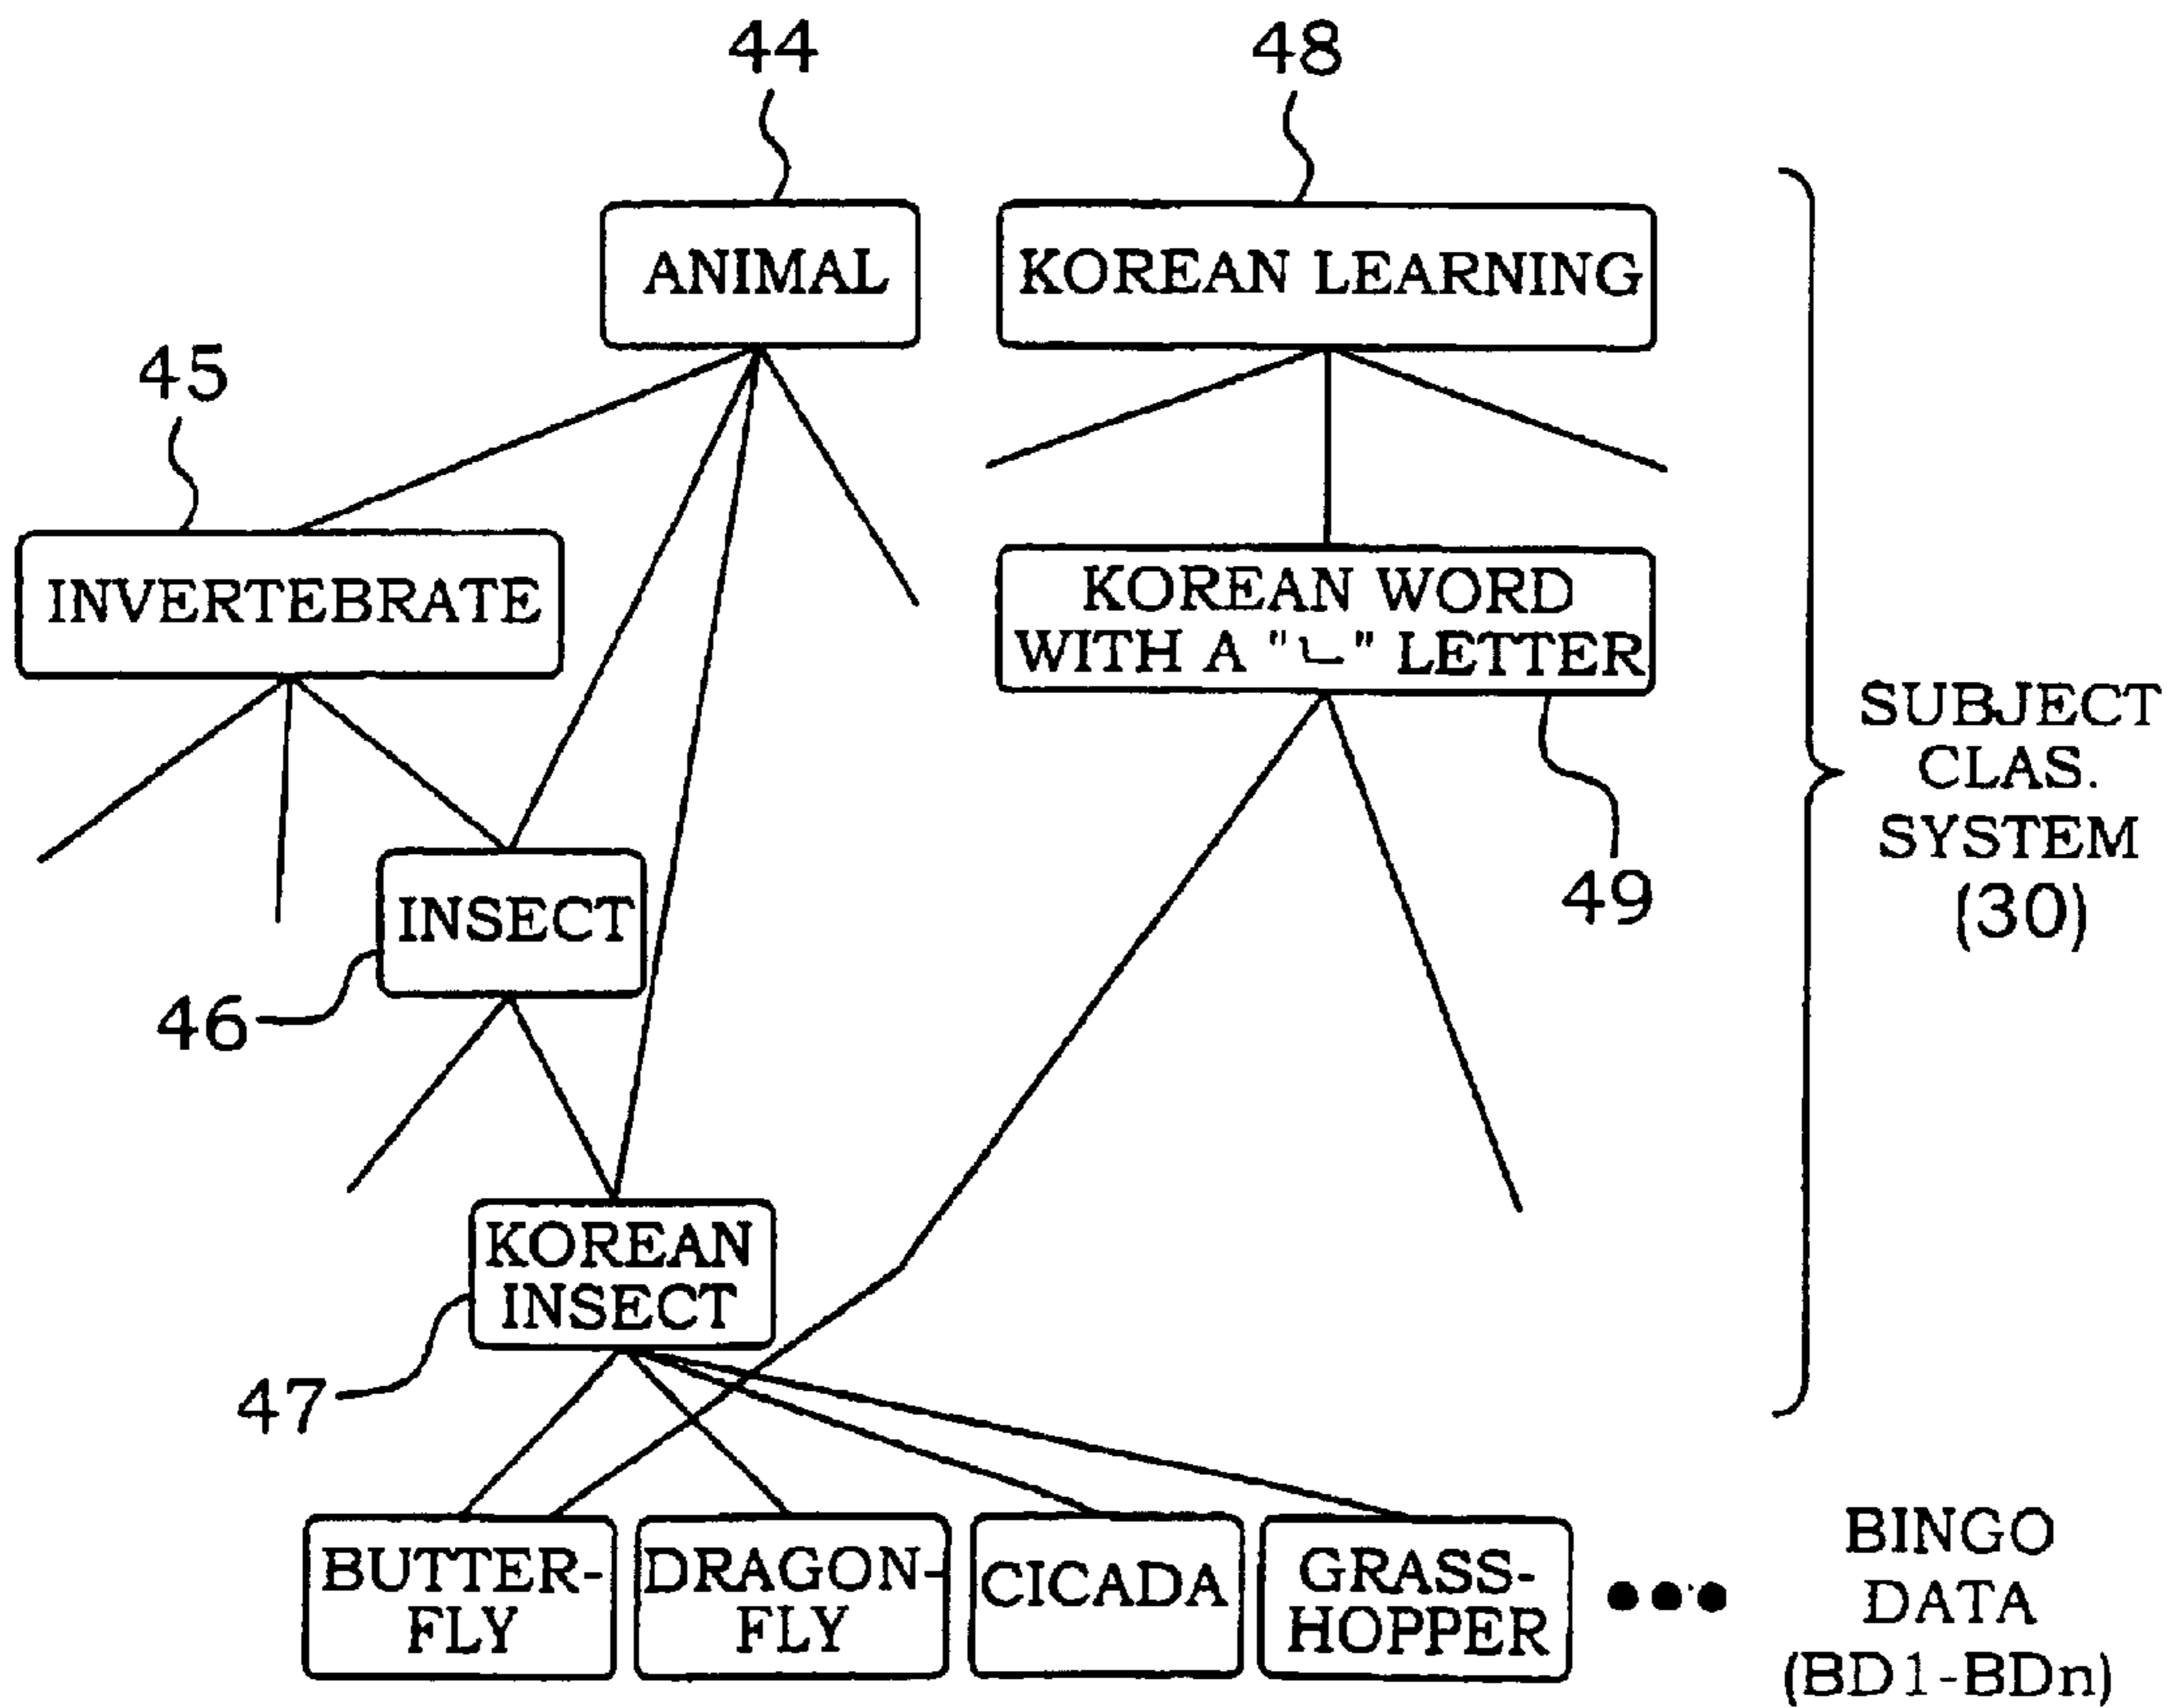 44
48
ANIMAL
KOREAN LEARNING
45
INVERTEBRATE
KOREAN WORD
WITH A "ㄴ" LETTER
SUBJECT
CLAS.
SYSTEM
(30)
INSECT
49
46
KOREAN
INSECT
47
BUTTER-
FLY
DRAGON-
FLY
CICADA
GRASS-
HOPPER
BINGO
DATA
(BD1-BDn)